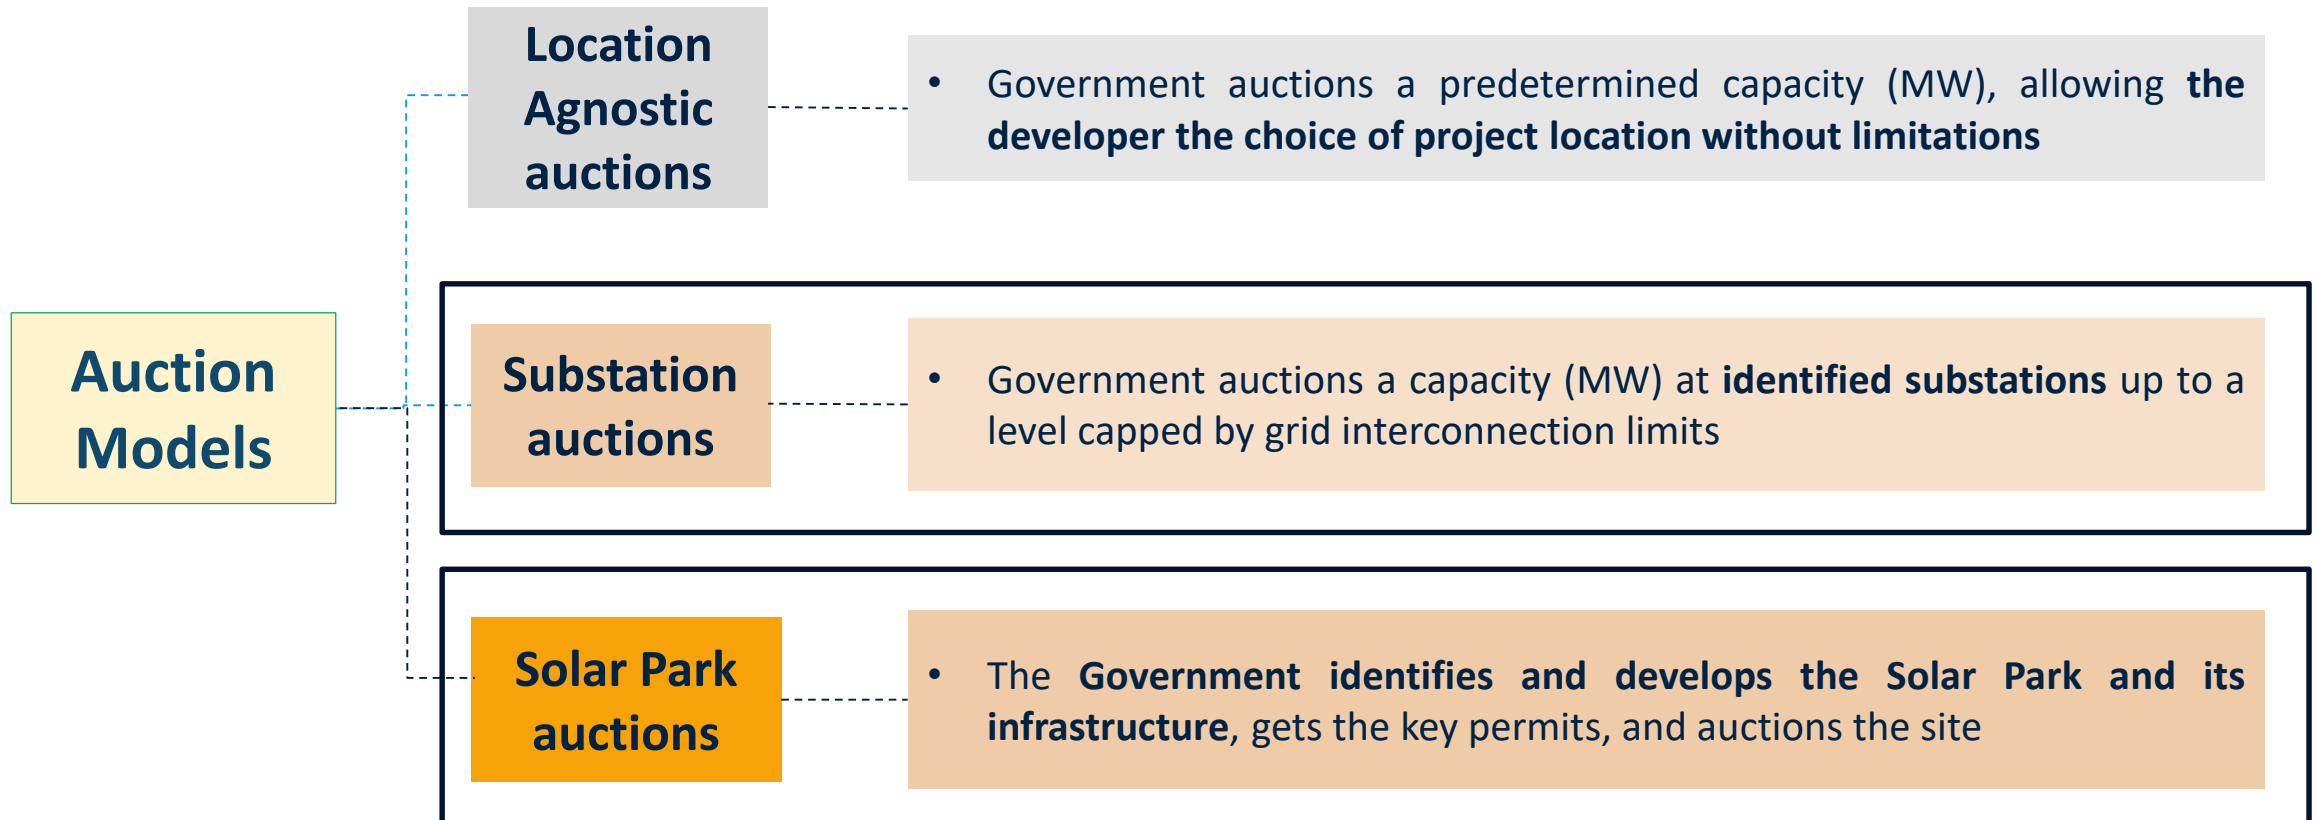 Location
Agnostic
auctions
• Government auctions a predetermined capacity (MW), allowing the
developer the choice of project location without limitations
Auction
Models
Substation
auctions
• Government auctions a capacity (MW) at identified substations up to a
level capped by grid interconnection limits
Solar Park
auctions
• The Government identifies and develops the Solar Park and its
infrastructure, gets the key permits, and auctions the site